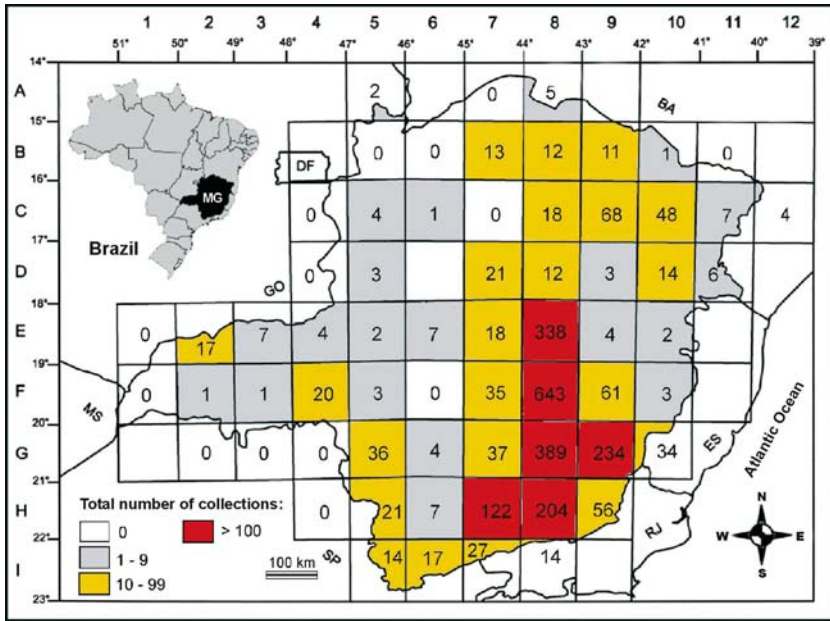 1 2 3 4 5 6 7 8 9 10 11 12
51° 50° 49° 48° 47° 46° 45° 44° 43° 42° 41° 40° 39°
14°
A 2 0 5 BA
15°
B DF 0 0 13 12 11 1 0
16°
MG
C 0 4 1 0 18 68 48 7 4
17°
Brazil
D 0 3 21 12 3 14 6
GO
18°
E 0 17 7 4 2 7 18 338 4 2
19°
F 0 1 1 20 3 0 35 643 61 3
MS
20°
G 0 0 0 36 4 37 389 234 34 ES
Atlantic Ocean
21°
Total number of collections:
H 0 21 7 122 204 56
0 > 100
RJ
N
W E
S
22°
1 - 9
SP
I 14 17 27 14
100 km
10 - 99
23°